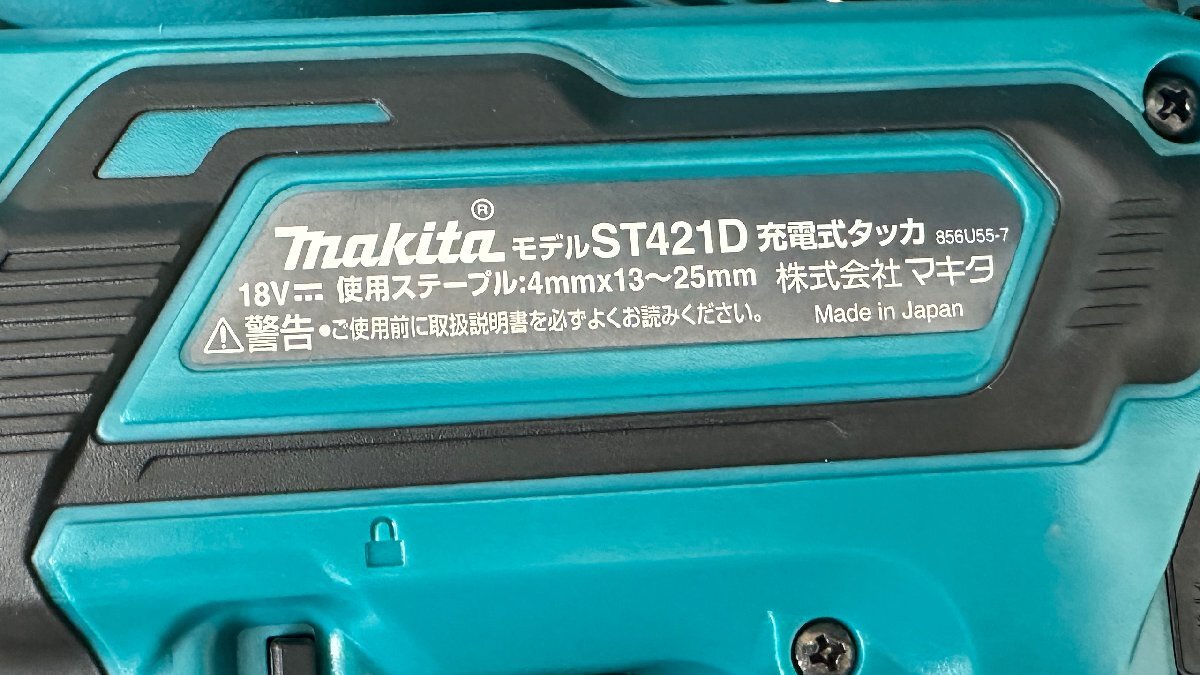 makita® モデルST421D 充電式タッカ 856U55-7
18V 使用ステープル:4mmx13〜25mm 株式会社マキタ
警告 •ご使用前に取扱説明書を必ずよくお読みください。 Made in Japan